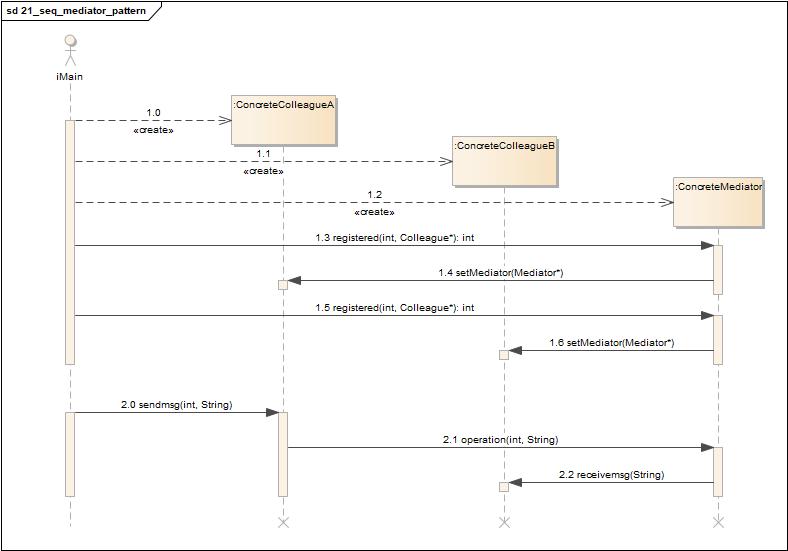 sd 21_seq_mediator_pattern
iMain
:ConcreteColleagueA
1.0
«create»
:ConcreteColleagueB
1.1
«create»
:ConcreteMediator
1.2
«create»
1.3 registered(int, Colleague*): int
1.4 setMediator(Mediator*)
1.5 registered(int, Colleague*): int
1.6 setMediator(Mediator*)
2.0 sendmsg(int, String)
2.1 operation(int, String)
2.2 receivemsg(String)